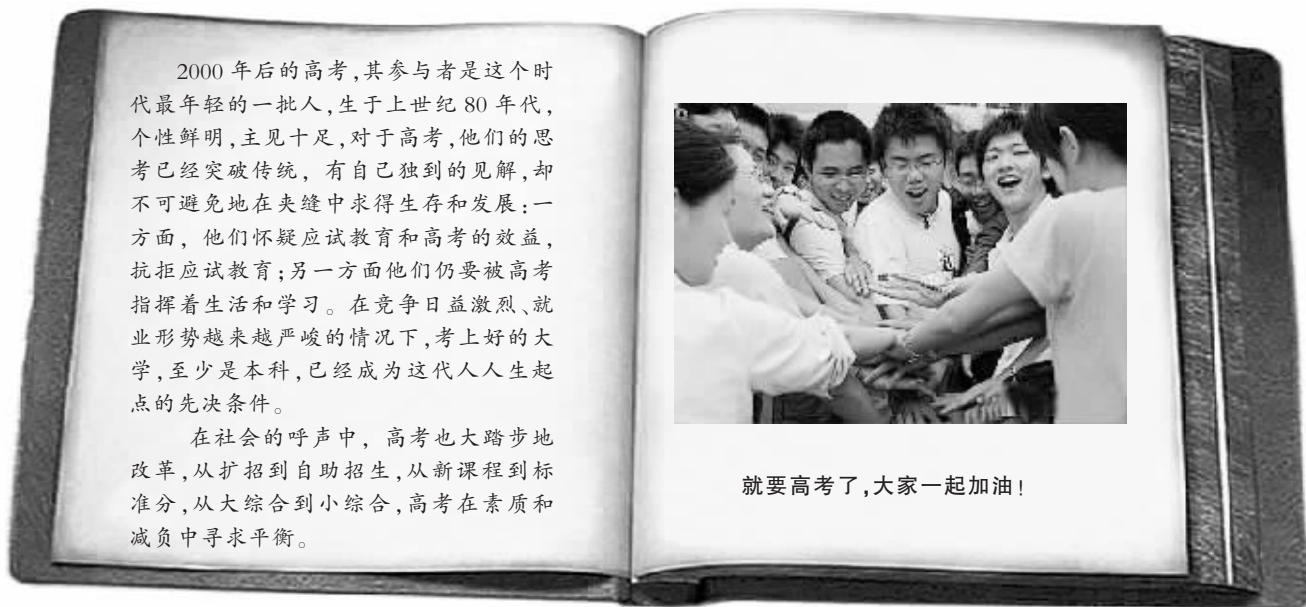 2000 年后的高考,其参与者是这个时
代最年轻的一批人,生于上世纪 80 年代,
个性鲜明,主见十足,对于高考,他们的思
考已经突破传统，有自己独到的见解,却
不可避免地在夹缝中求得生存和发展:一
方面，他们怀疑应试教育和高考的效益,
抗拒应试教育;另一方面他们仍要被高考
指挥着生活和学习。在竞争日益激烈、就
业形势越来越严峻的情况下,考上好的大
学,至少是本科,已经成为这代人人生起
点的先决条件。
在社会的呼声中，高考也大踏步地
改革,从扩招到自助招生,从新课程到标
准分,从大综合到小综合,高考在素质和
减负中寻求平衡。
就要高考了,大家一起加油!